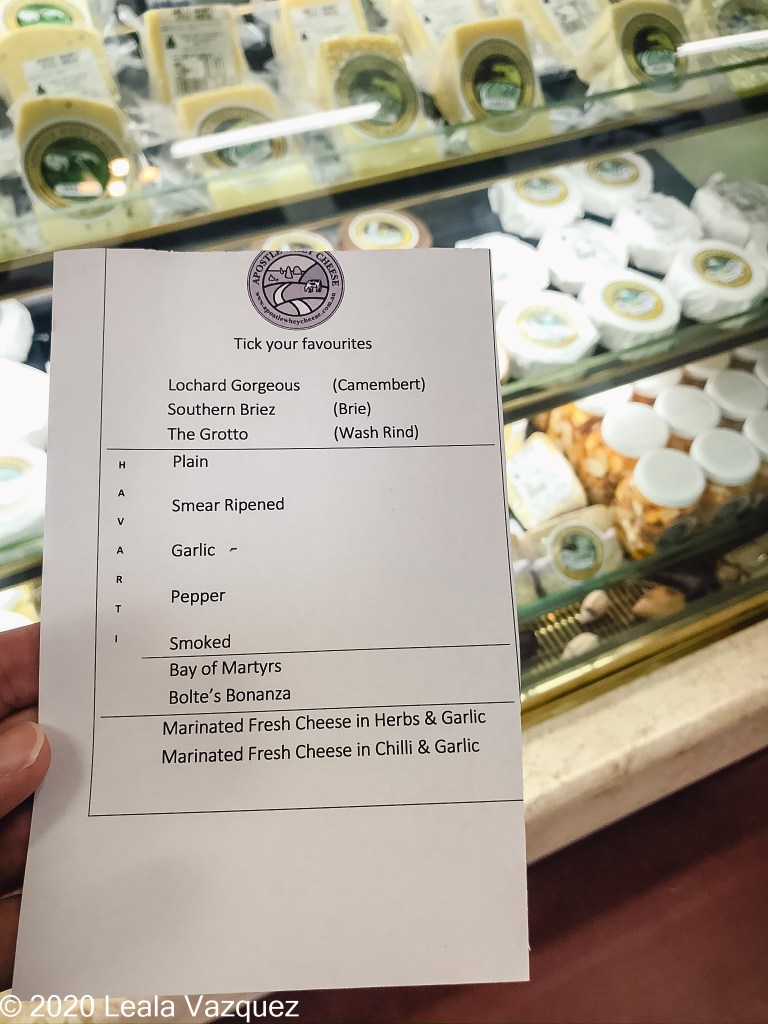 APOSTLE WHEY CHEESE
www.apostlewheycheese.com.au
Tick your favourites
Lochard Gorgeous (Camembert)
Southern Briez (Brie)
The Grotto (Wash Rind)
HAVARTI
Plain
Smear Ripened
Garlic -
Pepper
Smoked
Bay of Martyrs
Bolte's Bonanza
Marinated Fresh Cheese in Herbs & Garlic
Marinated Fresh Cheese in Chilli & Garlic
© 2020 Leala Vazquez